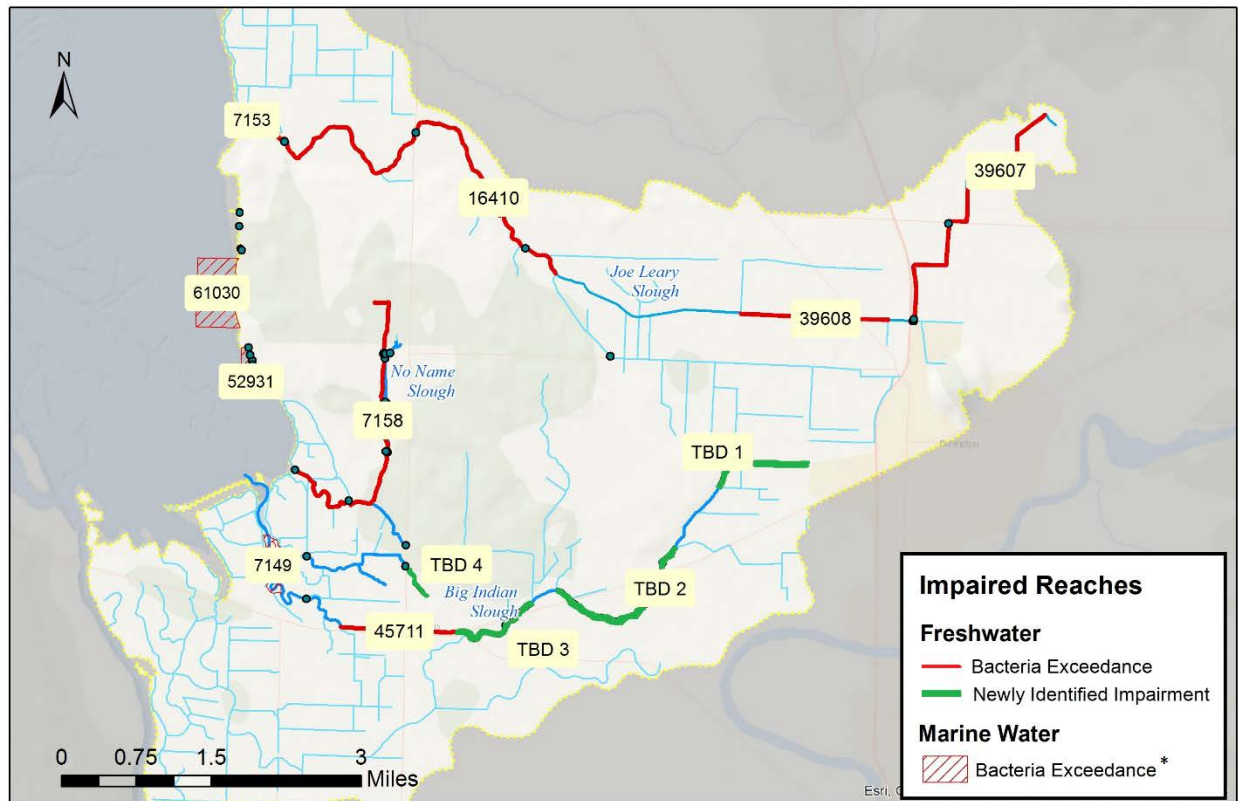 N
7153
16410
39607
61030
Joe Leary
Slough
39608
52931
No Name
Slough
7158
TBD 1
7149
TBD 4
Big Indian
Slough
TBD 2
45711
TBD 3
Burlington
0 0.75 1.5 3
Miles
Impaired Reaches
Freshwater
Bacteria Exceedance
Newly Identified Impairment
Marine Water
Bacteria Exceedance*
Esri,